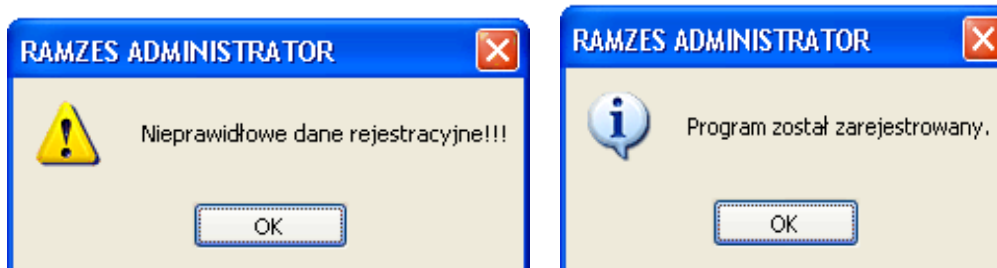 RAMZES ADMINISTRATOR
Nieprawidłowe dane rejestracyjne!!!
OK
RAMZES ADMINISTRATOR
Program został zarejestrowany.
OK